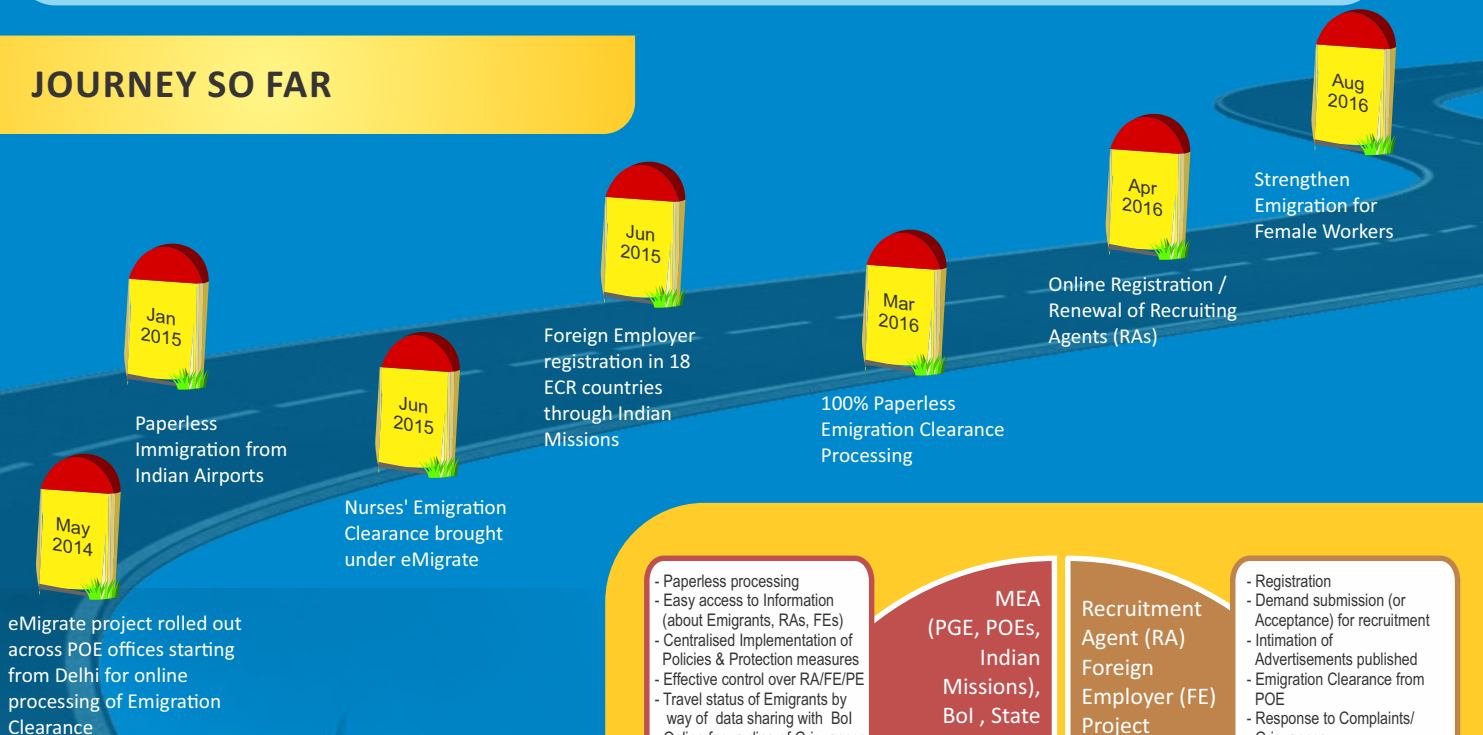 JOURNEY SO FAR
May
2014
eMigrate project rolled out
across POE offices starting
from Delhi for online
processing of Emigration
Clearance
Jan
2015
Paperless
Immigration from
Indian Airports
Jun
2015
Nurses' Emigration
Clearance brought
under eMigrate
Jun
2015
Foreign Employer
registration in 18
ECR countries
through Indian
Missions
Mar
2016
100% Paperless
Emigration Clearance
Processing
Apr
2016
Online Registration /
Renewal of Recruiting
Agents (RAs)
Aug
2016
Strengthen
Emigration for
Female Workers
- Paperless processing
- Easy access to Information
(about Emigrants, RAs, FEs)
- Centralised Implementation of
Policies & Protection measures
- Effective control over RA/FE/PE
- Travel status of Emigrants by
way of data sharing with BoI
MEA
(PGE, POEs,
Indian
Missions),
BoI , State
Recruitment
Agent (RA)
Foreign
Employer (FE)
Project
- Registration
- Demand submission (or
Acceptance) for recruitment
- Intimation of
Advertisements published
- Emigration Clearance from
POE
- Response to Complaints/